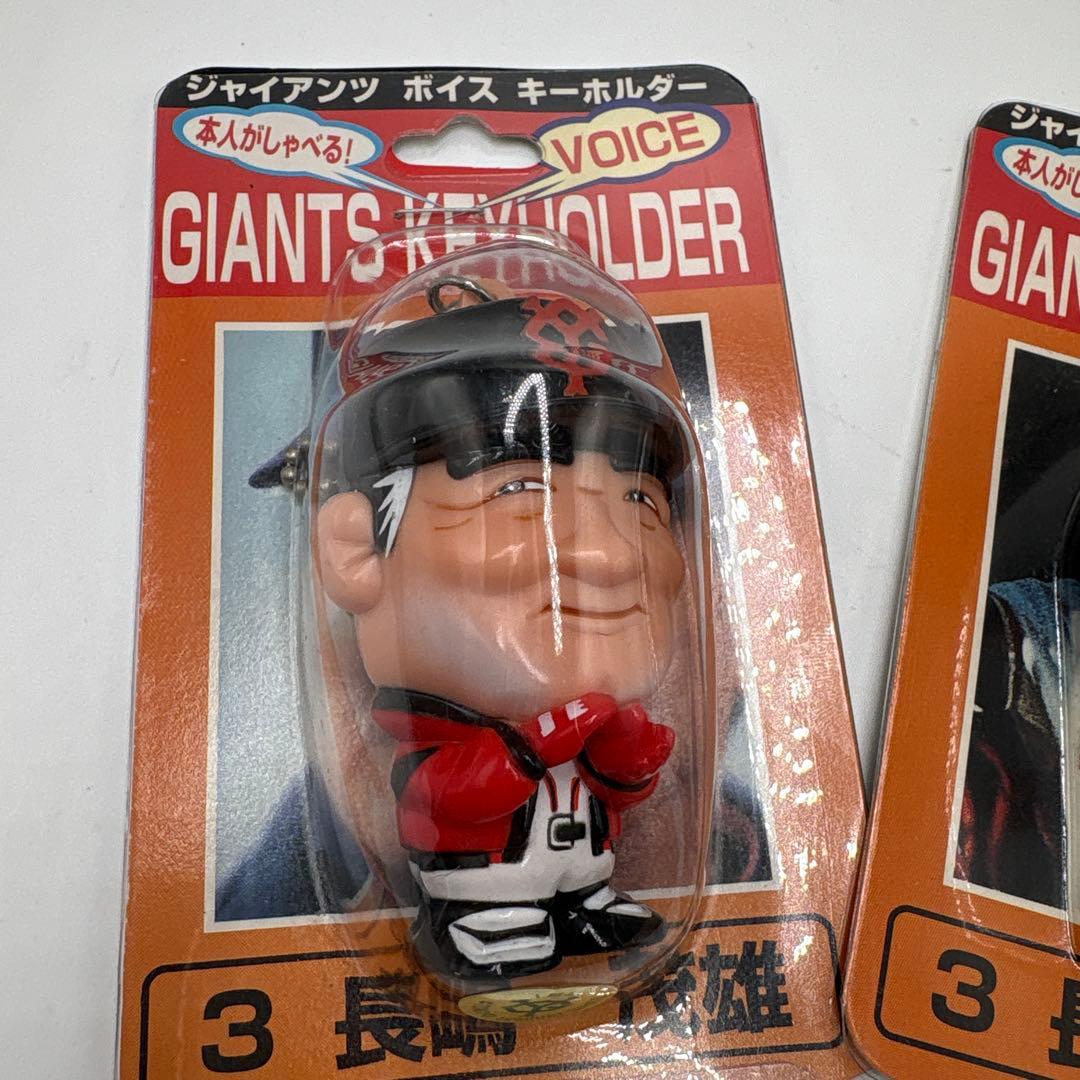 ジャイアンツ ボイス キーホルダー
本人がしゃべる!
VOICE
GIANTS KEYHOLDER
3 長嶋 茂雄
ジャイ
本人がし
GIAN
3